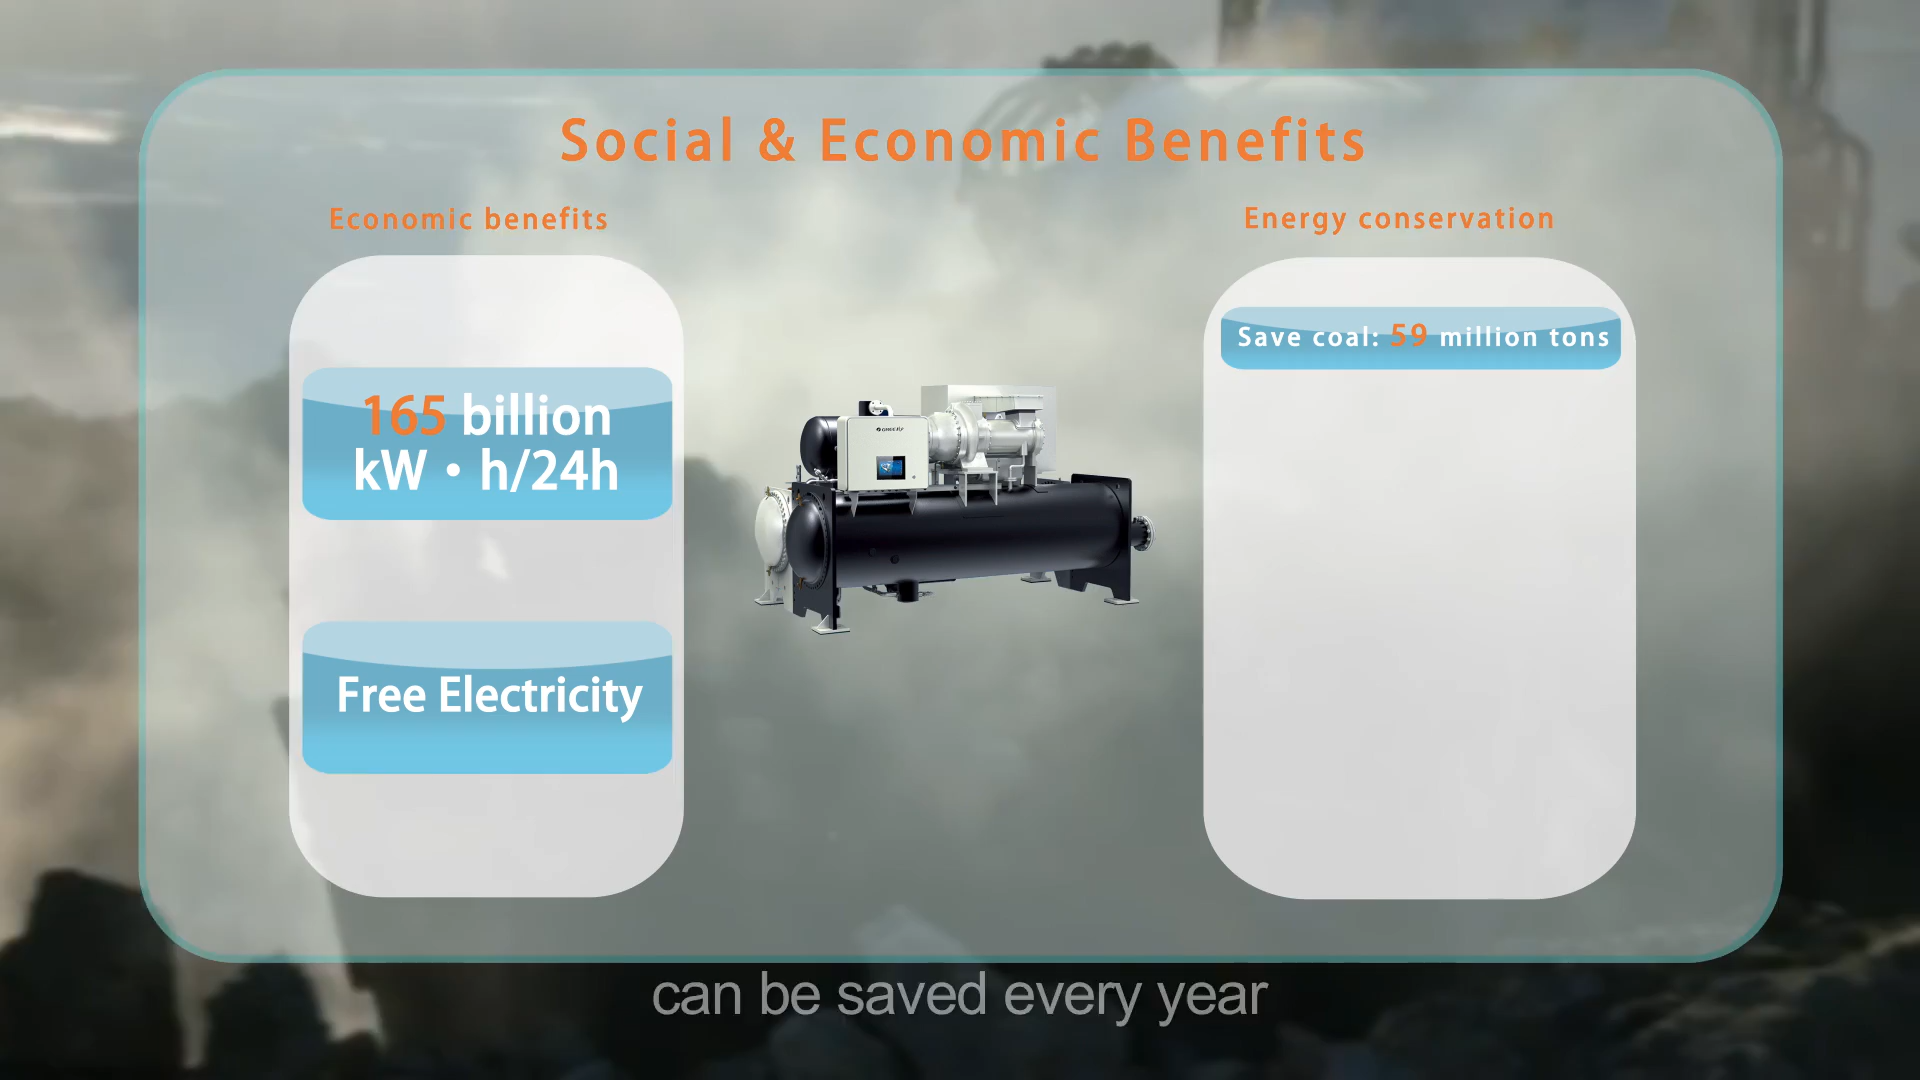 Social & Economic Benefits
Economic benefits
165 billion
kW·h/24h
Free Electricity
Energy conservation
Save coal: 59 million tons
can be saved every year